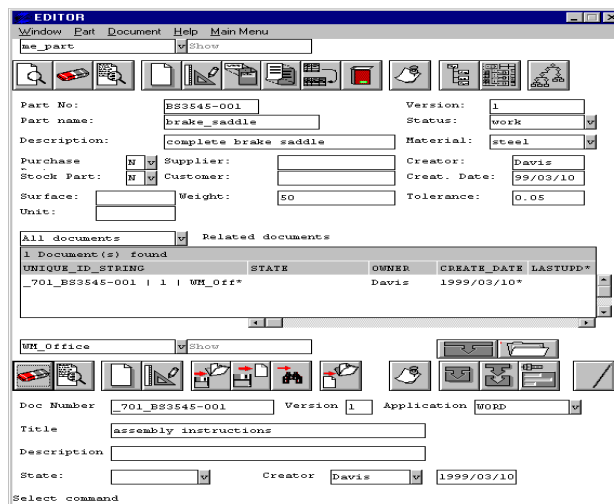 EDITOR
Window Part Document Help Main Menu
me_part Show
Part No: BS3545-001 Version: 1
Part name: brake_saddle Status: work
Description: complete brake saddle Material: steel
Purchase N Supplier: Creator: Davis
Stock Part: N Customer: Creat. Date: 99/03/10
Surface: Weight: 50 Tolerance: 0.05
Unit:
All documents Related documents
1 Document(s) found
UNIQUE_ID_STRING STATE OWNER CREATE_DATE LASTUPD*
_701_BS3545-001 | 1 | WM_Off* Davis 1999/03/10*
WM_Office Show
Doc Number _701_BS3545-001 Version 1 Application WORD
Title assembly instructions
Description
State: Creator Davis 1999/03/10
Select command